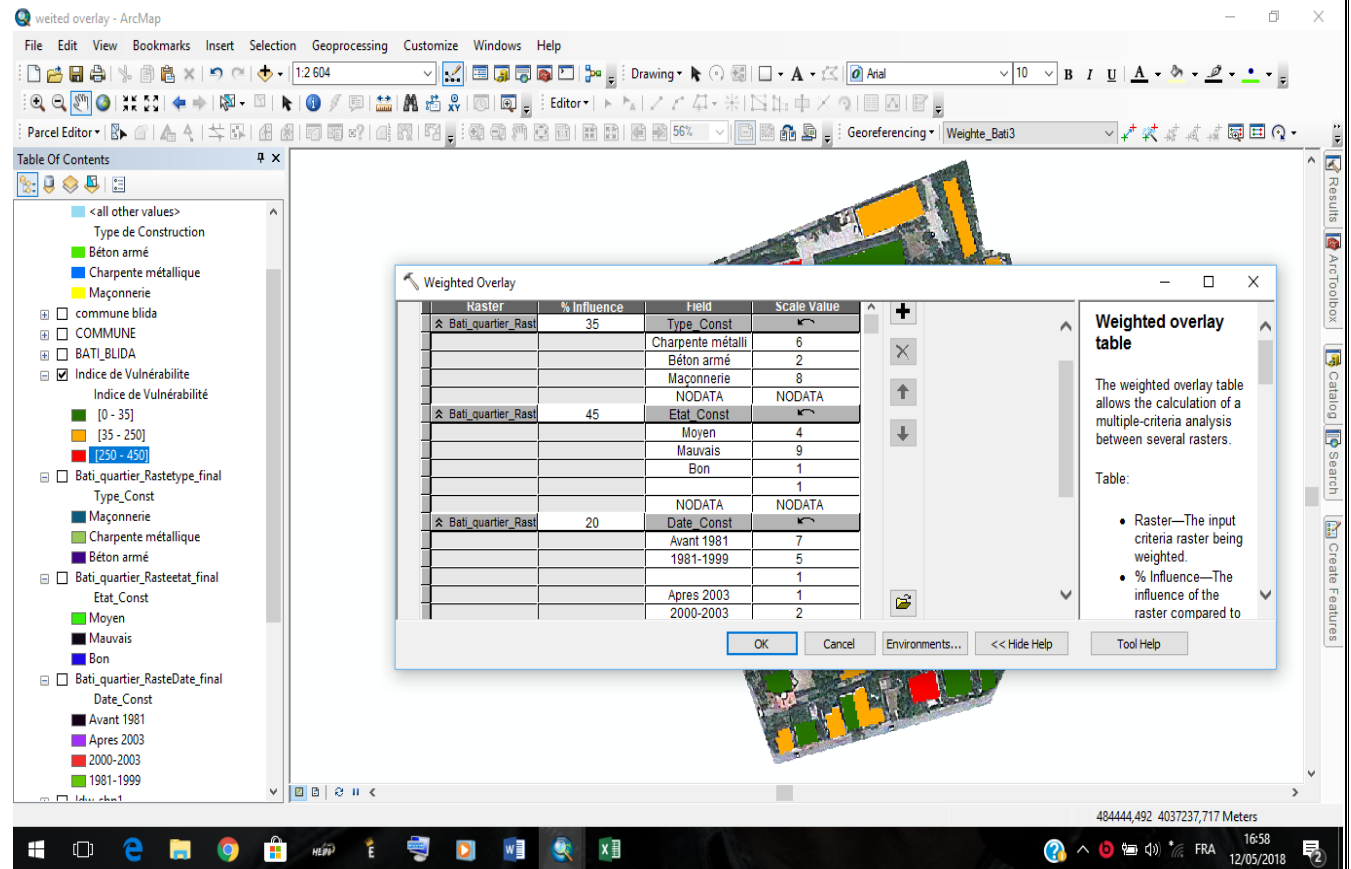 weited overlay - ArcMap
File Edit View Bookmarks Insert Selection Geoprocessing Customize Windows Help
1:2 604 Drawing A Arial 10 B I U A
Editor
Parcel Editor 56% Georeferencing Weighte_Bati3
Table Of Contents
<all other values>
Type de Construction
Béton armé
Charpente métallique
Maçonnerie
commune blida
COMMUNE
BATI_BLIDA
Indice de Vulnérabilite
Indice de Vulnérabilité
[0 - 35]
[35 - 250]
[250 - 450]
Bati_quartier_Rastetype_final
Type_Const
Maçonnerie
Charpente métallique
Béton armé
Bati_quartier_Rasteetat_final
Etat_Const
Moyen
Mauvais
Bon
Bati_quartier_RasteDate_final
Date_Const
Avant 1981
Apres 2003
2000-2003
1981-1999
Weighted Overlay
Raster % Influence Field Scale Value
Bati_quartier_Rast 35 Type_Const
Charpente métalli 6
Béton armé 2
Maçonnerie 8
NODATA NODATA
Bati_quartier_Rast 45 Etat_Const
Moyen 4
Mauvais 9
Bon 1
1
NODATA NODATA
Bati_quartier_Rast 20 Date_Const
Avant 1981 7
1981-1999 5
1
Apres 2003 1
2000-2003 2
Weighted overlay
table
The weighted overlay table
allows the calculation of a
multiple-criteria analysis
between several rasters.
Table:
• Raster—The input
criteria raster being
weighted.
• % Influence—The
influence of the
raster compared to
OK Cancel Environments... << Hide Help Tool Help
Results
ArcToolbox
Catalog
Search
Create Features
484444,492 4037237,717 Meters
FRA
16:58
12/05/2018
2